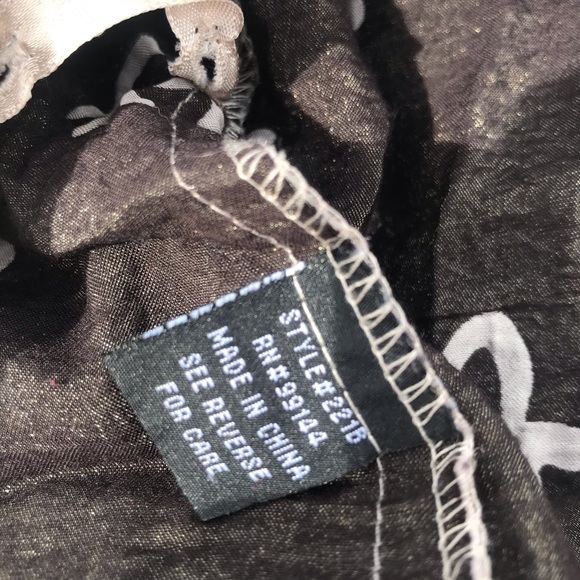 STYLE#221B
RN#99144
MADE IN CHINA
SEE REVERSE
FOR CARE